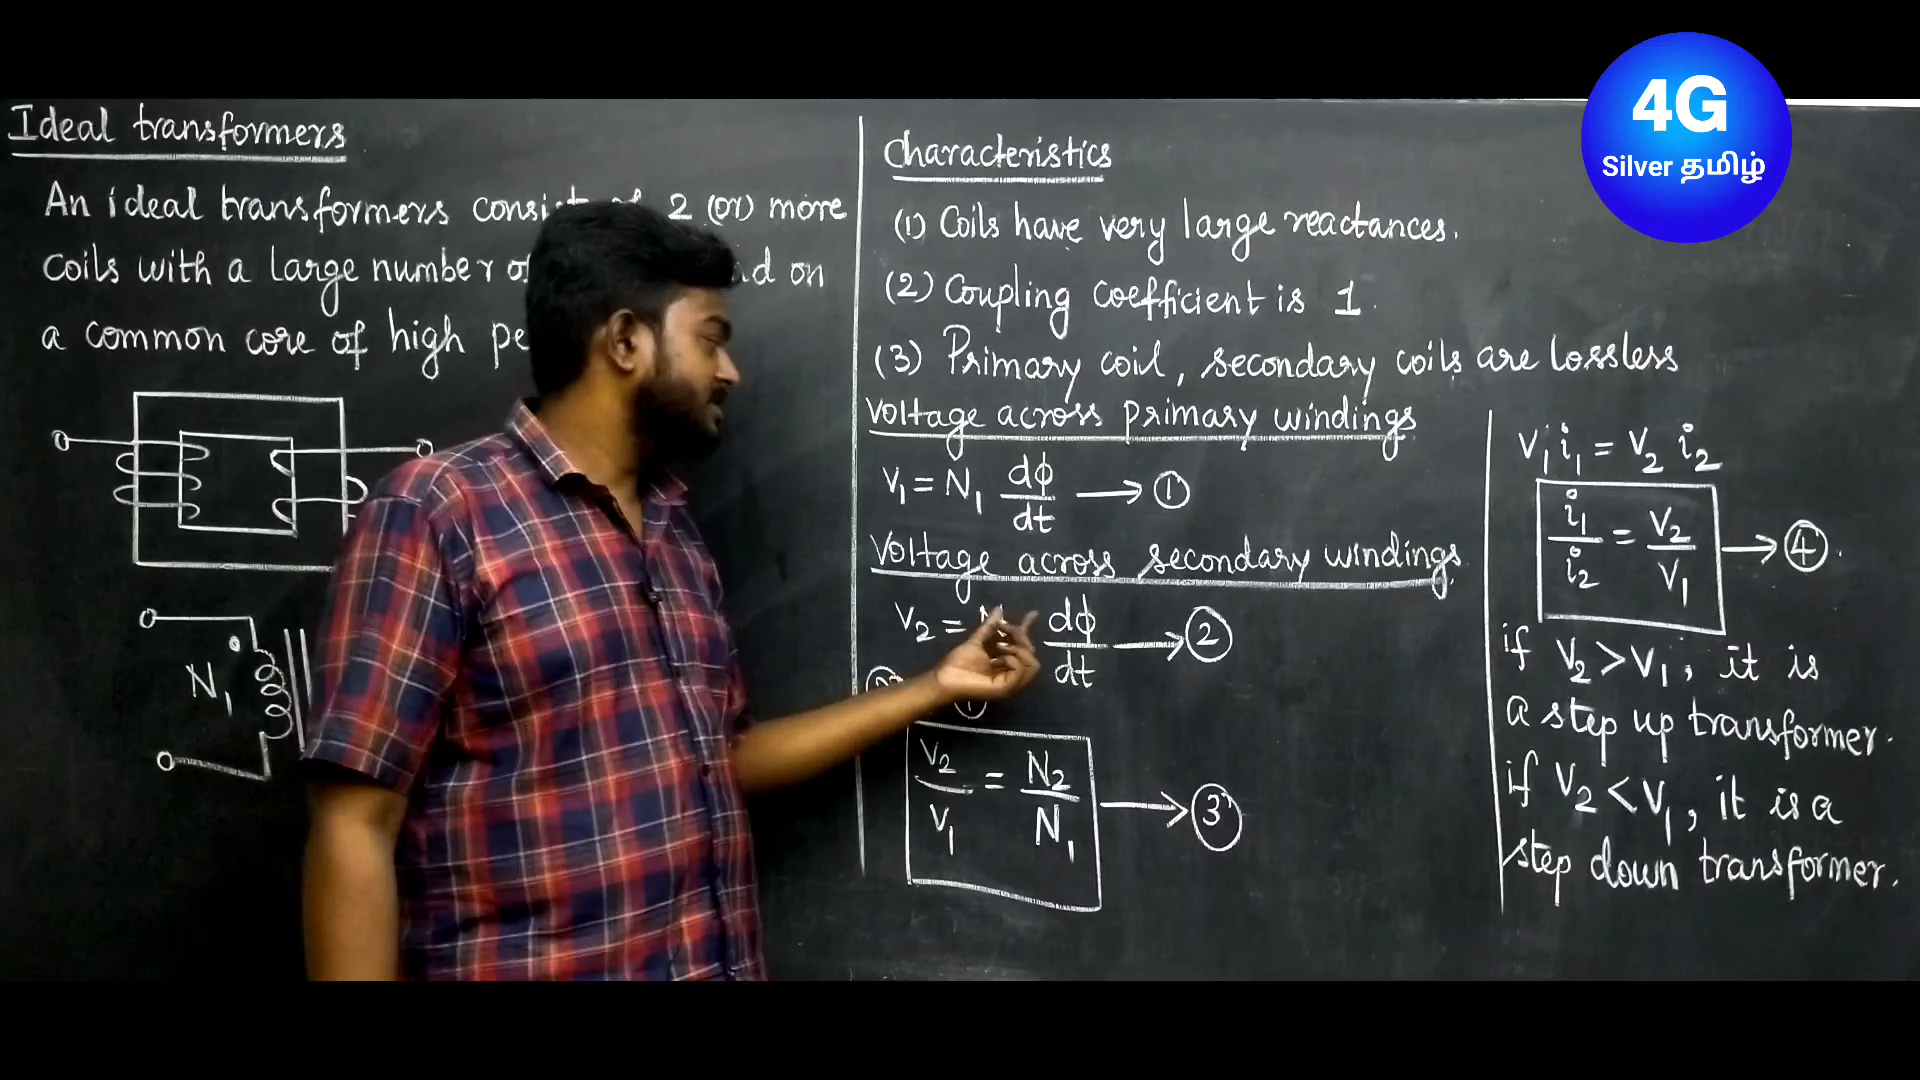 Ideal transformers
An ideal transformers consist of 2 (or) more
coils with a large number of on
a common core of high
N1
Characteristics
(1) Coils have very large reactances.
(2) Coupling coefficient is 1.
(3) Primary coil, secondary coils are lossless
Voltage across primary windings
V1 = N1 dϕ/dt → ①
Voltage across secondary windings
V2 = dϕ/dt → ②
V2/V1 = N2/N1 → ③
V1 i1 = V2 i2
i1/i2 = V2/V1 → ④.
if V2 > V1, it is
a step up transformer.
if V2 < V1, it is a
step down transformer.
4G
Silver தமிழ்